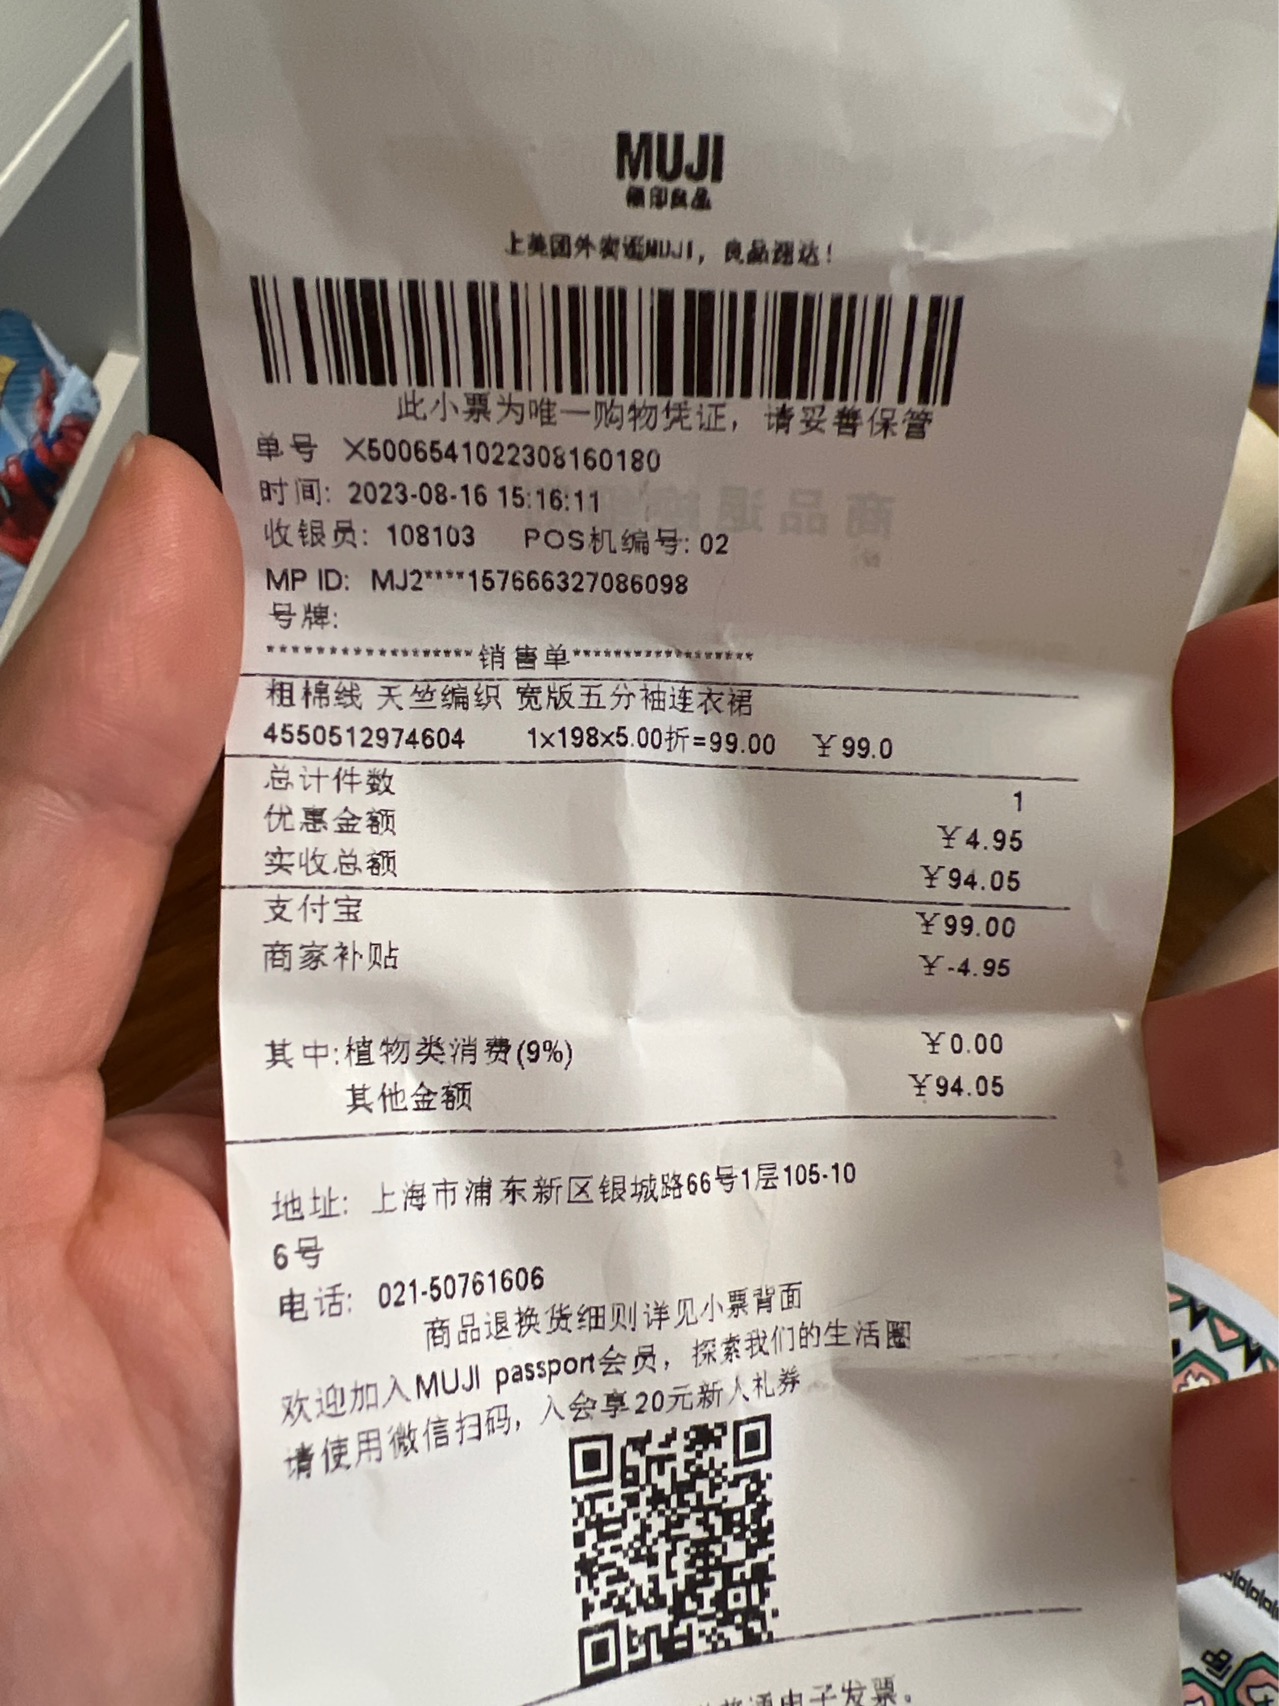 MUJI
無印良品
上美团外卖逛MUJI，良品速达！
此小票为唯一购物凭证，请妥善保管
单号 X5006541022308160180
时间: 2023-08-16 15:16:11
收银员: 108103 POS机编号: 02
MP ID: MJ2****157666327086098
号牌:
******************销售单******************
粗棉线 天竺编织 宽版五分袖连衣裙
4550512974604 1x198x5.00折=99.00 ￥99.0
总计件数 1
优惠金额 ￥4.95
实收总额 ￥94.05
支付宝 ￥99.00
商家补贴 ￥-4.95
其中:植物类消费(9%) ￥0.00
其他金额 ￥94.05
地址: 上海市浦东新区银城路66号1层105-10
6号
电话: 021-50761606
商品退换货细则详见小票背面
欢迎加入MUJI passport会员，探索我们的生活圈
请使用微信扫码，入会享20元新人礼券
普通电子发票。